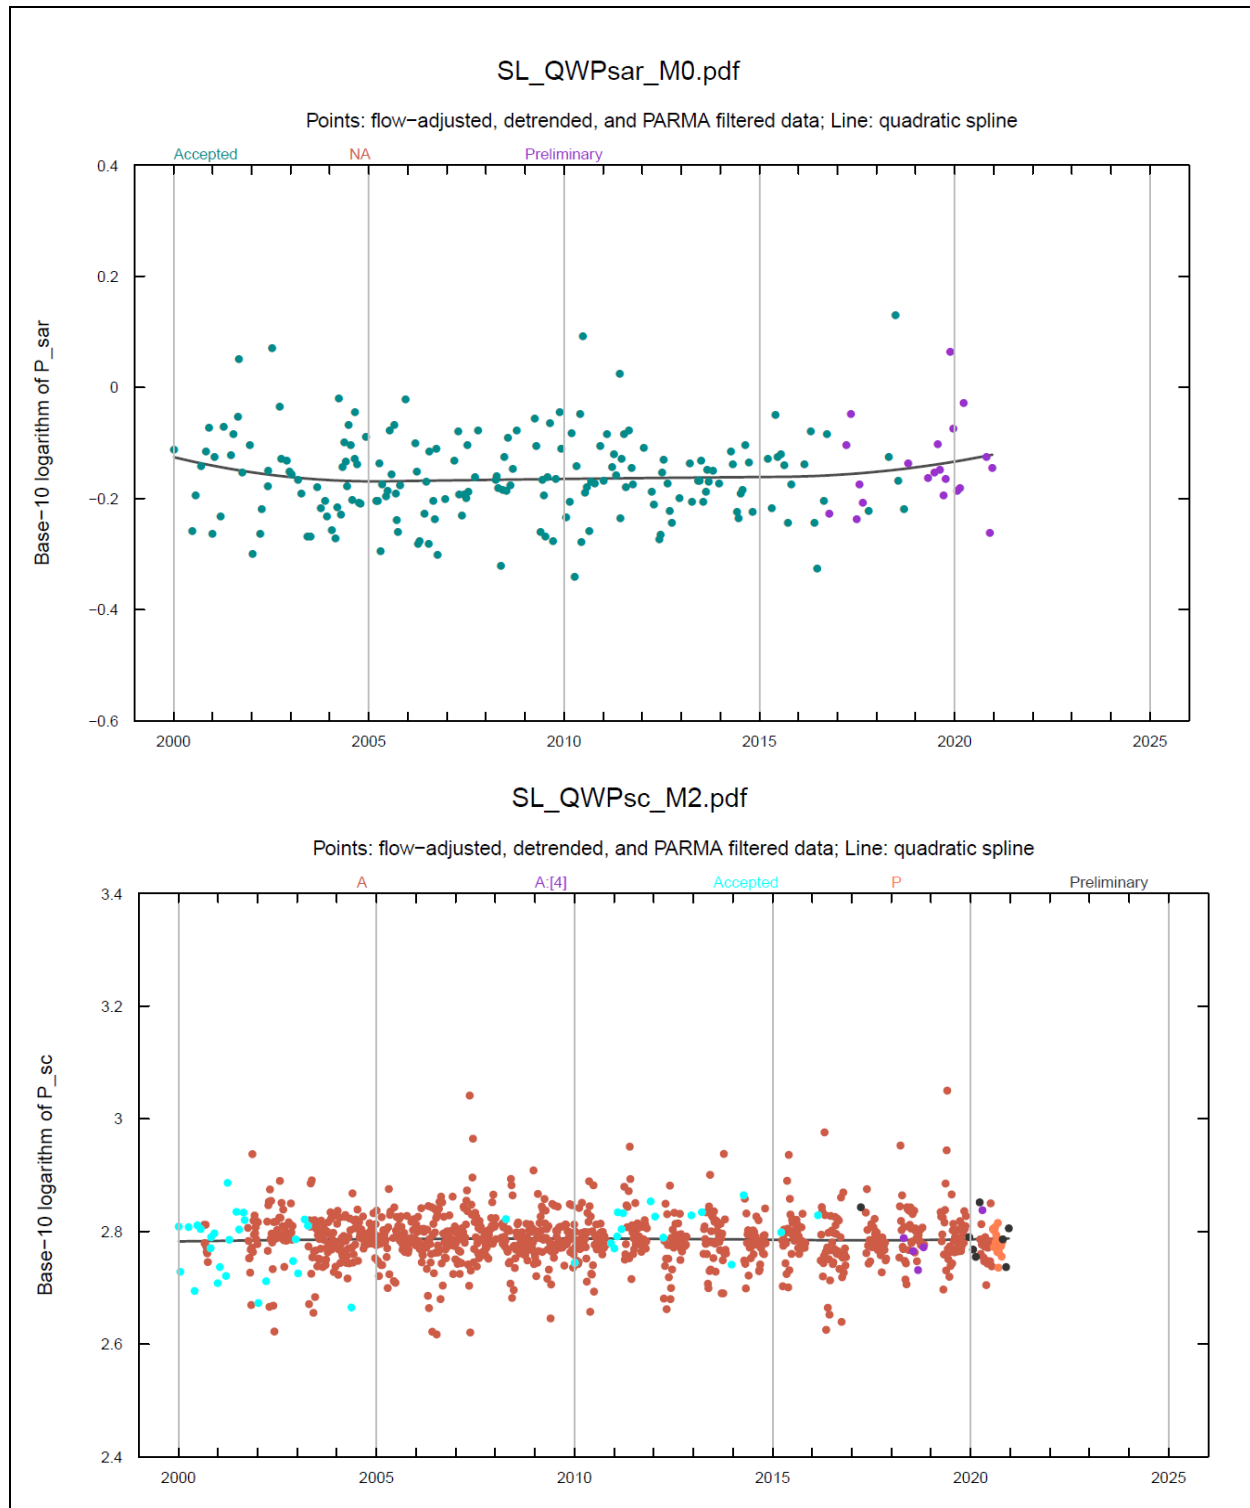 SL_QWPsar_M0.pdf
Points: flow−adjusted, detrended, and PARMA filtered data; Line: quadratic spline
Accepted NA Preliminary
Base−10 logarithm of P_sar
0.4
0.2
0
−0.2
−0.4
−0.6
2000 2005 2010 2015 2020 2025
SL_QWPsc_M2.pdf
Points: flow−adjusted, detrended, and PARMA filtered data; Line: quadratic spline
A A:[4] Accepted P Preliminary
Base−10 logarithm of P_sc
3.4
3.2
3
2.8
2.6
2.4
2000 2005 2010 2015 2020 2025